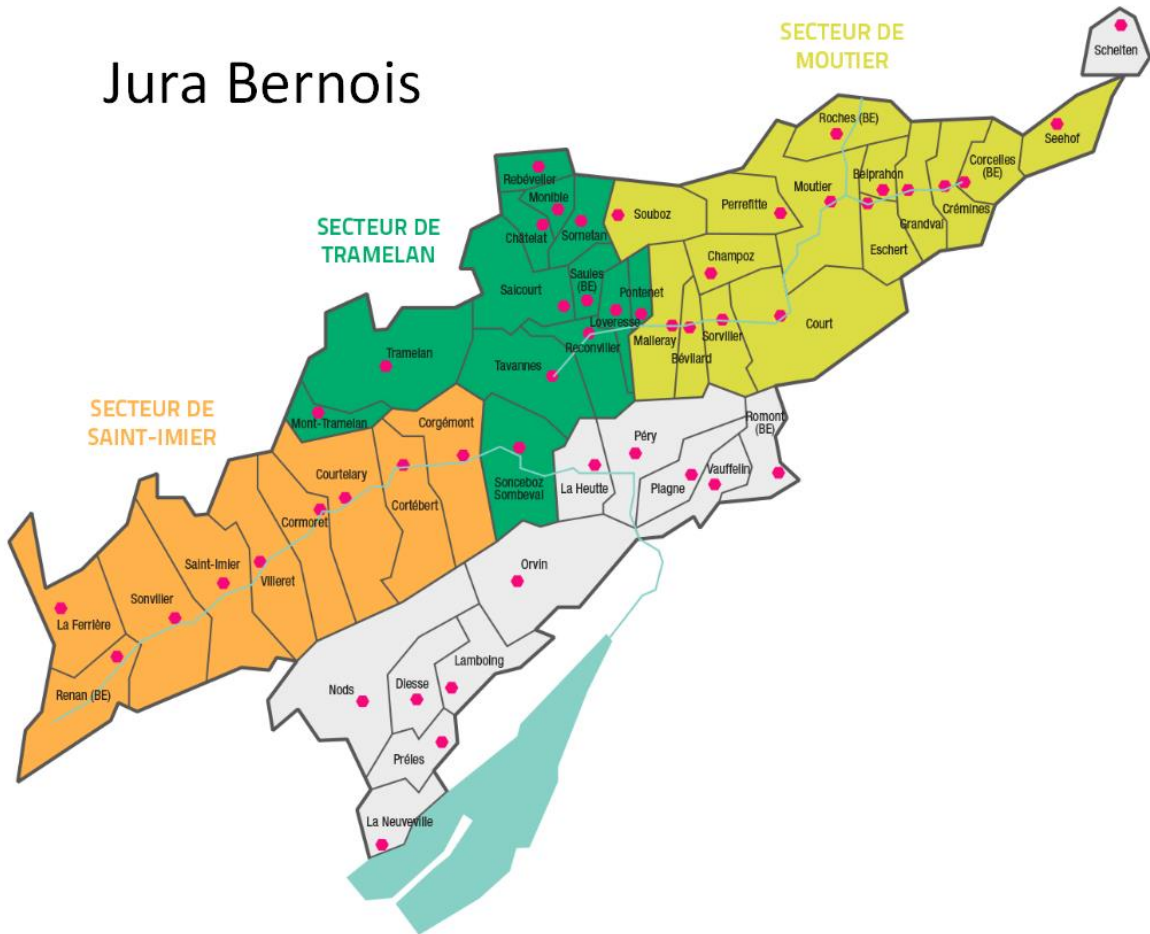 Jura Bernois
SECTEUR DE
MOUTIER
Schelten
Roches (BE)
Seehof
Corcelles
(BE)
Belprahon
Rebévelier
Monible
Moutier
Perrefitte
Souboz
Crémines
Grandval
Châtelat
Sornetan
SECTEUR DE
TRAMELAN
Eschert
Champoz
Saules
(BE)
Saicourt
Pontenet
Loveresse
Court
Sorvilier
Malleray
Reconvilier
Bévilard
Tramelan
Tavannes
SECTEUR DE
SAINT-IMIER
Mont-Tramelan
Corgémont
Romont
(BE)
Péry
Courtelary
Vauffelin
La Heutte
Plagne
Sonceboz
Sombeval
Cortébert
Cormoret
Orvin
Saint-Imier
Villeret
Sonvilier
La Ferrière
Lamboing
Diesse
Nods
Renan (BE)
Prêles
La Neuveville